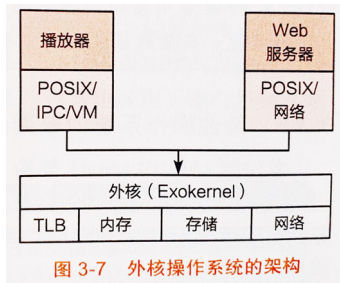 播放器
POSIX/
IPC/VM
Web
服务器
POSIX/
网络
外核（Exokernel）
TLB
内存
存储
网络
图 3-7 外核操作系统的架构